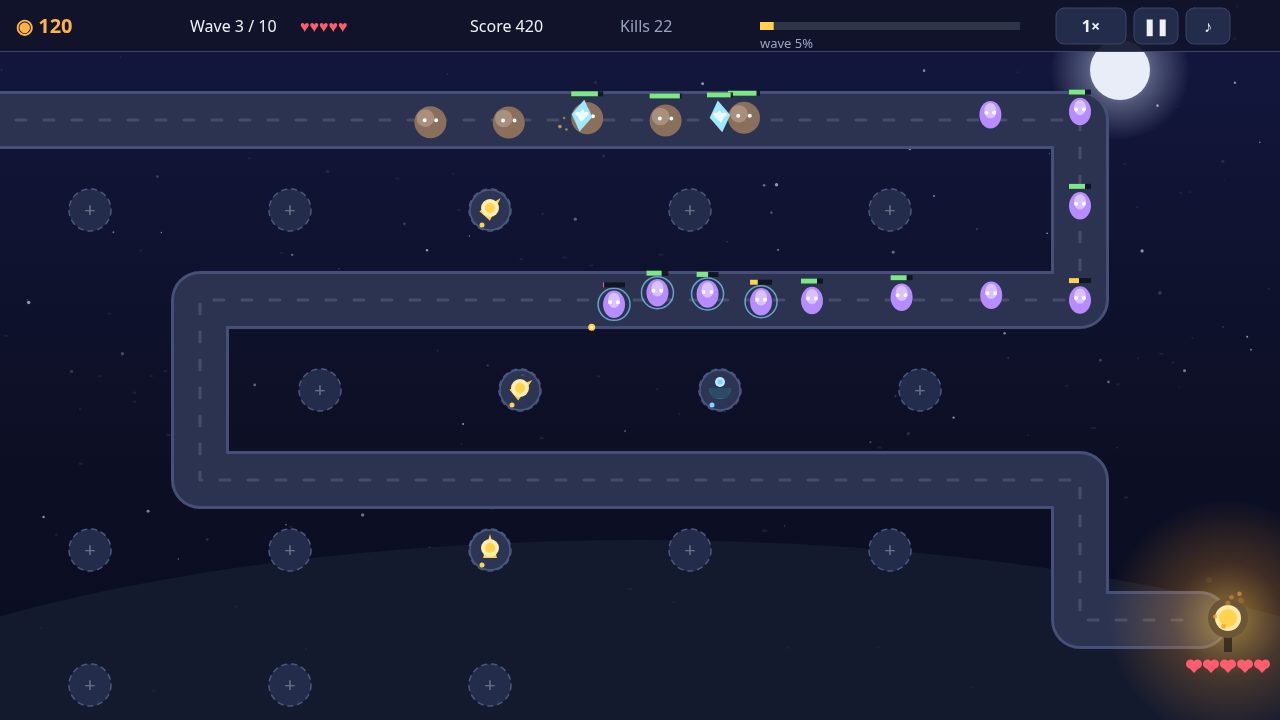 ◉ 120
Wave 3 / 10 ♥♥♥♥♥
Score 420
Kills 22
wave 5%
1×
❚❚
♪
+ + + +
+ +
+ + + +
+ + +